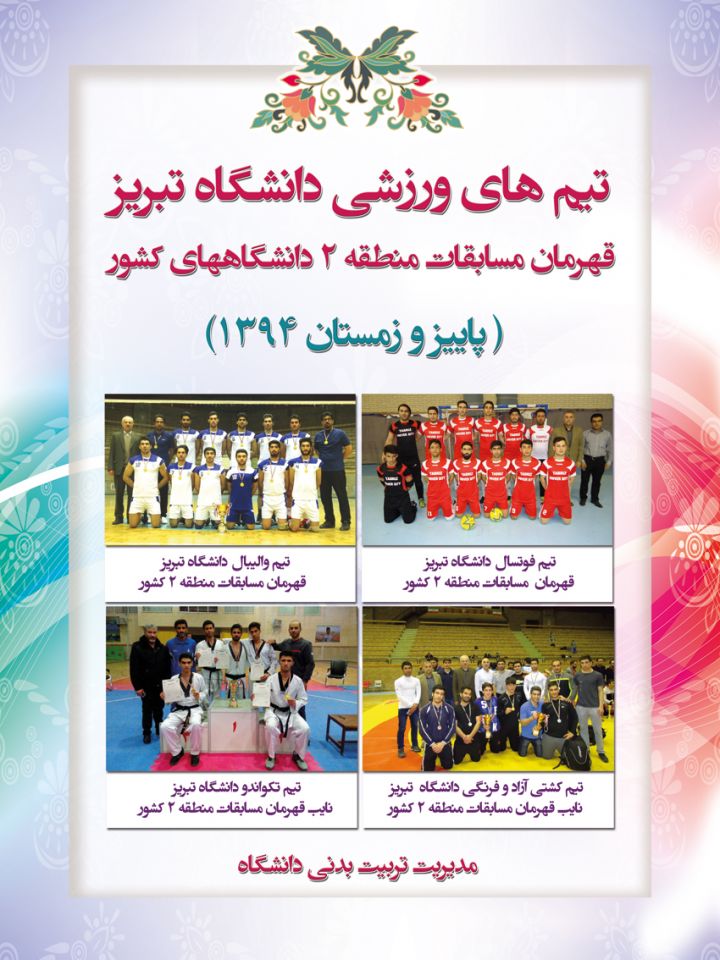 تیم های ورزشی دانشگاه تبریز
قهرمان مسابقات منطقه ۲ دانشگاههای کشور
( پاییز و زمستان ۱۳۹۴)
تیم والیبال دانشگاه تبریز
قهرمان مسابقات منطقه ۲ کشور
تیم فوتسال دانشگاه تبریز
قهرمان مسابقات منطقه ۲ کشور
تیم تکواندو دانشگاه تبریز
نایب قهرمان مسابقات منطقه ۲ کشور
تیم کشتی آزاد و فرنگی دانشگاه تبریز
نایب قهرمان مسابقات منطقه ۲ کشور
مدیریت تربیت بدنی دانشگاه